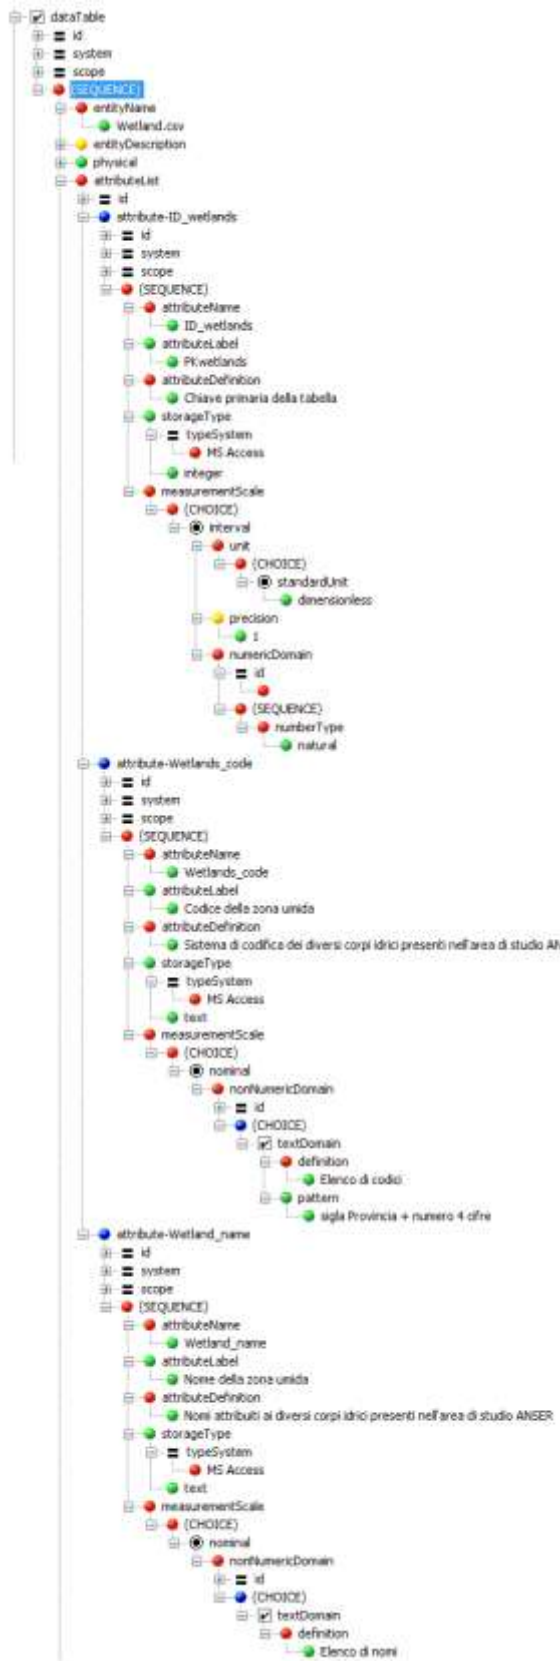 dataTable
id
system
scope
(SEQUENCE)
entityName
Wetland.csv
entityDescription
physical
attributeList
id
attribute-ID_wetlands
id
system
scope
(SEQUENCE)
attributeName
ID_wetlands
attributeLabel
PKwetlands
attributeDefinition
Chiave primaria della tabella
storageType
typeSystem
MS Access
integer
measurementScale
(CHOICE)
interval
unit
(CHOICE)
standardUnit
dimensionless
precision
1
numericDomain
id
(SEQUENCE)
numberType
natural
attribute-Wetlands_code
id
system
scope
(SEQUENCE)
attributeName
Wetlands_code
attributeLabel
Codice della zona umida
attributeDefinition
Sistema di codifica dei diversi corpi idrici presenti nell'area di studio AN
storageType
typeSystem
MS Access
text
measurementScale
(CHOICE)
nominal
nonNumericDomain
id
(CHOICE)
textDomain
definition
Elenco di codici
pattern
sigla Provincia + numero 4 cifre
attribute-Wetland_name
id
system
scope
(SEQUENCE)
attributeName
Wetland_name
attributeLabel
Nome della zona umida
attributeDefinition
Nomi attribuiti ai diversi corpi idrici presenti nell'area di studio ANSER
storageType
typeSystem
MS Access
text
measurementScale
(CHOICE)
nominal
nonNumericDomain
id
(CHOICE)
textDomain
definition
Elenco di nomi